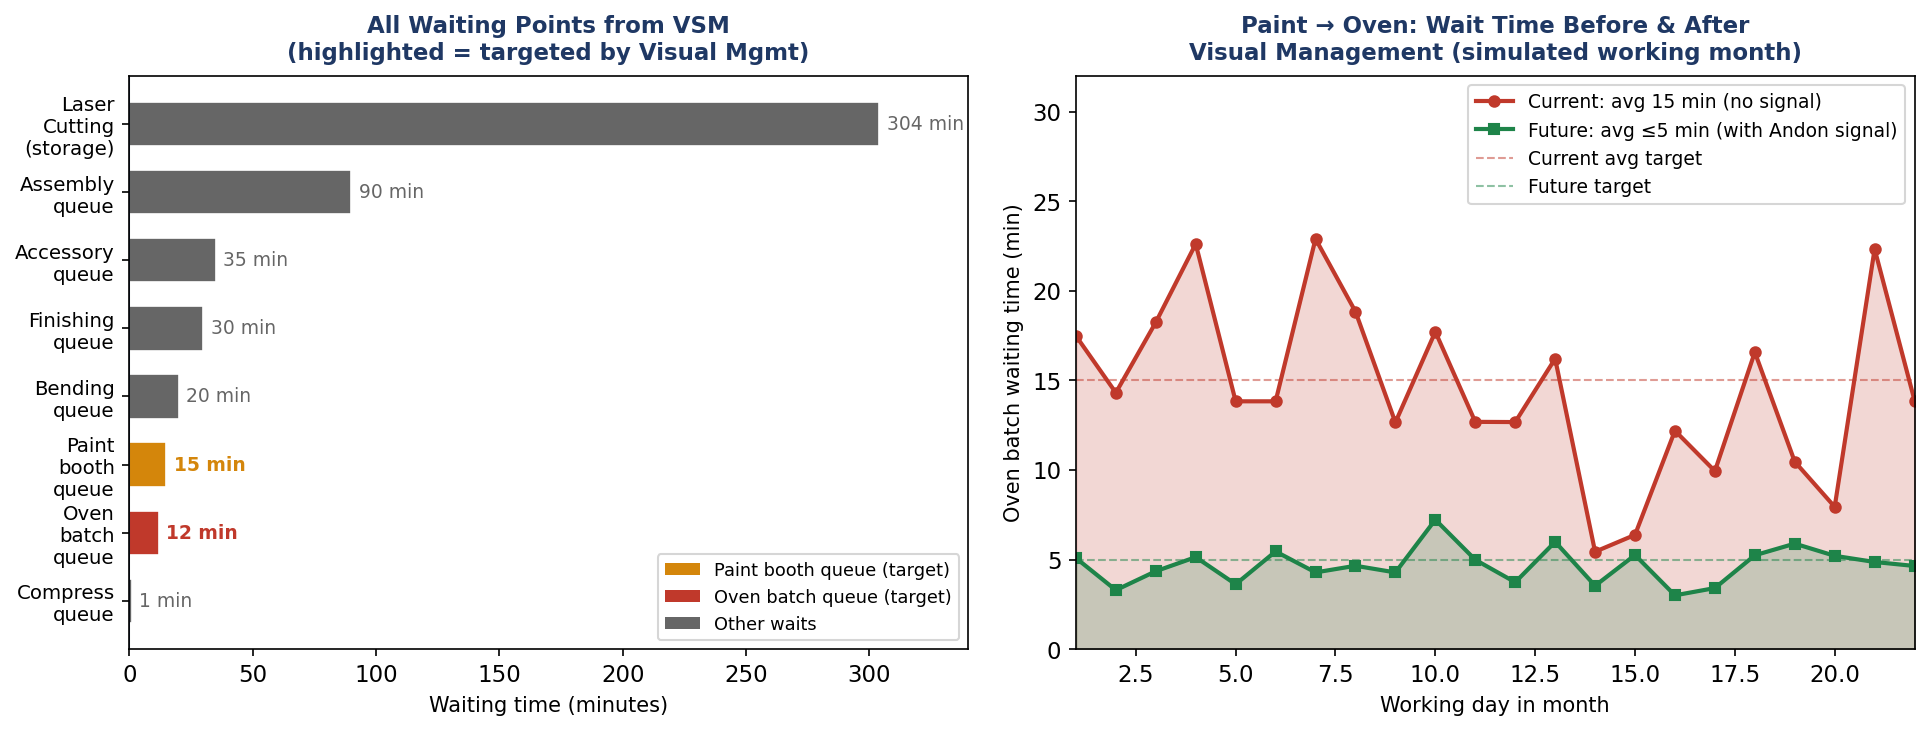 All Waiting Points from VSM
(highlighted = targeted by Visual Mgmt)
Laser
Cutting
(storage)
304 min
Assembly
queue
90 min
Accessory
queue
35 min
Finishing
queue
30 min
Bending
queue
20 min
Paint
booth
queue
15 min
Oven
batch
queue
12 min
Compress
queue
1 min
Paint booth queue (target)
Oven batch queue (target)
Other waits
0 50 100 150 200 250 300
Waiting time (minutes)
Paint → Oven: Wait Time Before & After
Visual Management (simulated working month)
Current: avg 15 min (no signal)
Future: avg ≤5 min (with Andon signal)
Current avg target
Future target
Oven batch waiting time (min)
30
25
20
15
10
5
0
2.5 5.0 7.5 10.0 12.5 15.0 17.5 20.0
Working day in month